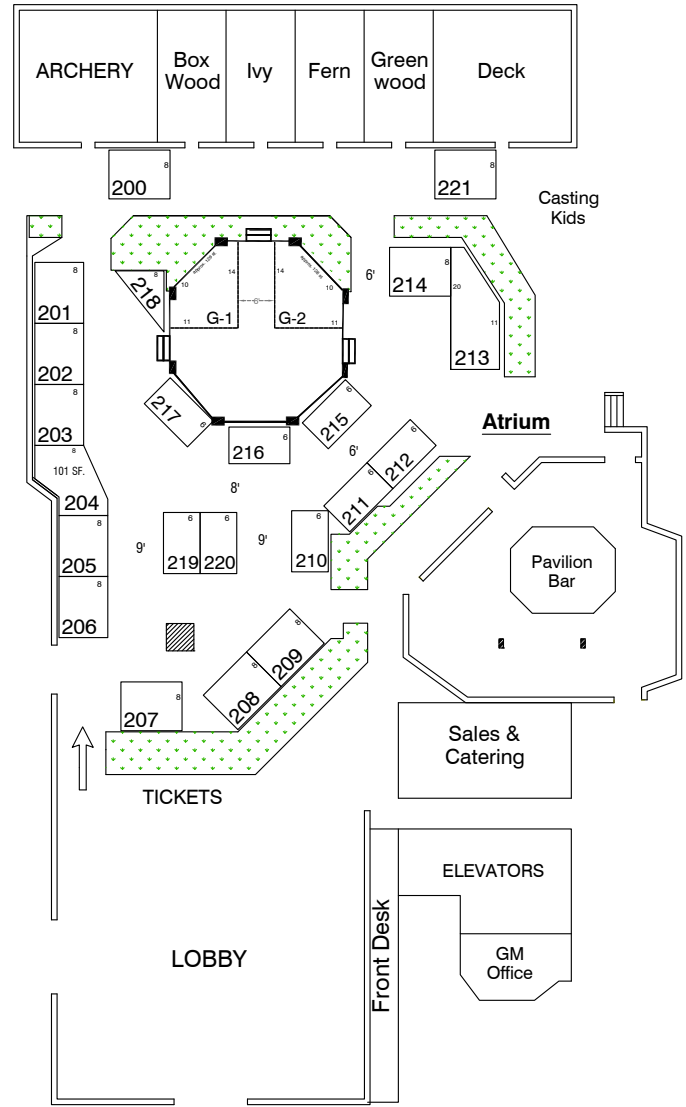 ARCHERY
Box
Wood
Ivy
Fern
Green
wood
Deck
8
200
8
221
Casting
Kids
8
201
8
202
8
203
8
101 SF.
204
8
205
8
206
8
218
10
14
14
10
6'
11
G-1
G-2
11
6'
8
214
20
11
213
6
217
6
216
6
215
6'
8'
Atrium
6
212
6
211
9'
6
219
6
220
9'
6
210
Pavilion
Bar
8
209
8
208
8
207
Sales &
Catering
TICKETS
ELEVATORS
LOBBY
Front Desk
GM
Office